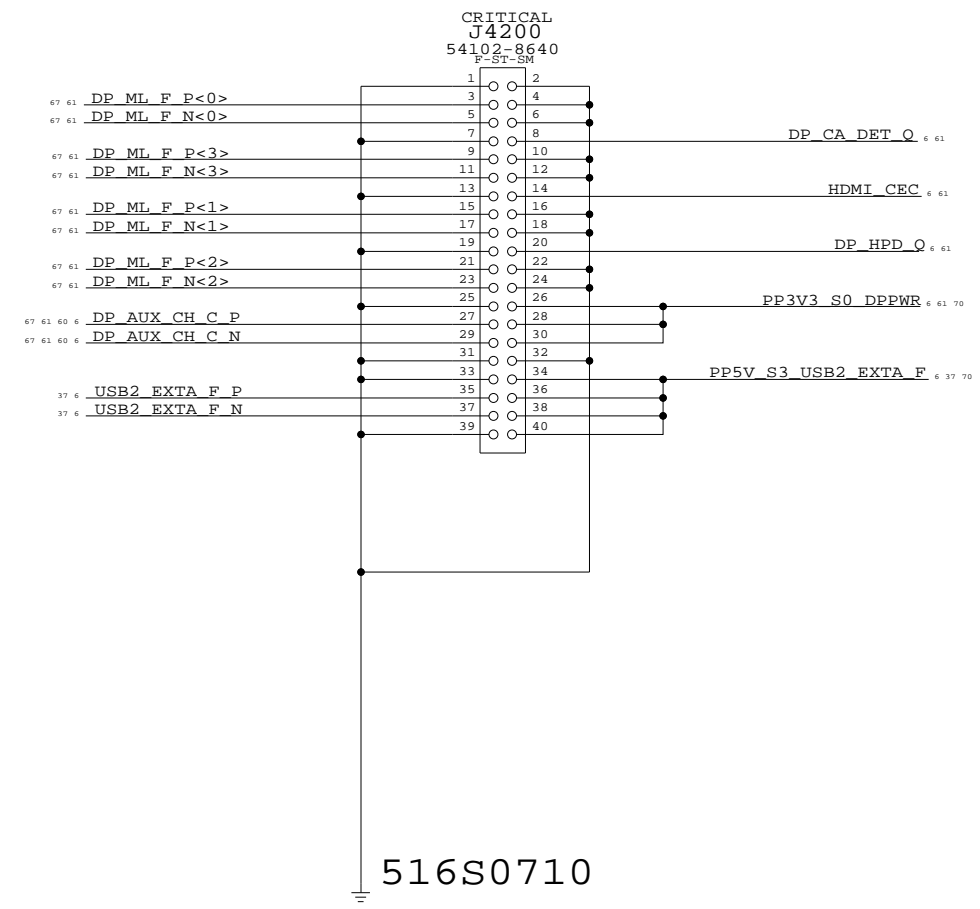 CRITICAL
J4200
54102-8640
F-ST-SM
1 2
67 61 DP_ML_F_P<0> 3 4
67 61 DP_ML_F_N<0> 5 6
7 8 DP_CA_DET_Q 6 61
67 61 DP_ML_F_P<3> 9 10
67 61 DP_ML_F_N<3> 11 12
13 14 HDMI_CEC 6 61
67 61 DP_ML_F_P<1> 15 16
67 61 DP_ML_F_N<1> 17 18
19 20 DP_HPD_Q 6 61
67 61 DP_ML_F_P<2> 21 22
67 61 DP_ML_F_N<2> 23 24
25 26 PP3V3_S0_DPPWR 6 61 70
67 61 60 6 DP_AUX_CH_C_P 27 28
67 61 60 6 DP_AUX_CH_C_N 29 30
31 32
33 34 PP5V_S3_USB2_EXTA_F 6 37 70
37 6 USB2_EXTA_F_P 35 36
37 6 USB2_EXTA_F_N 37 38
39 40
516S0710